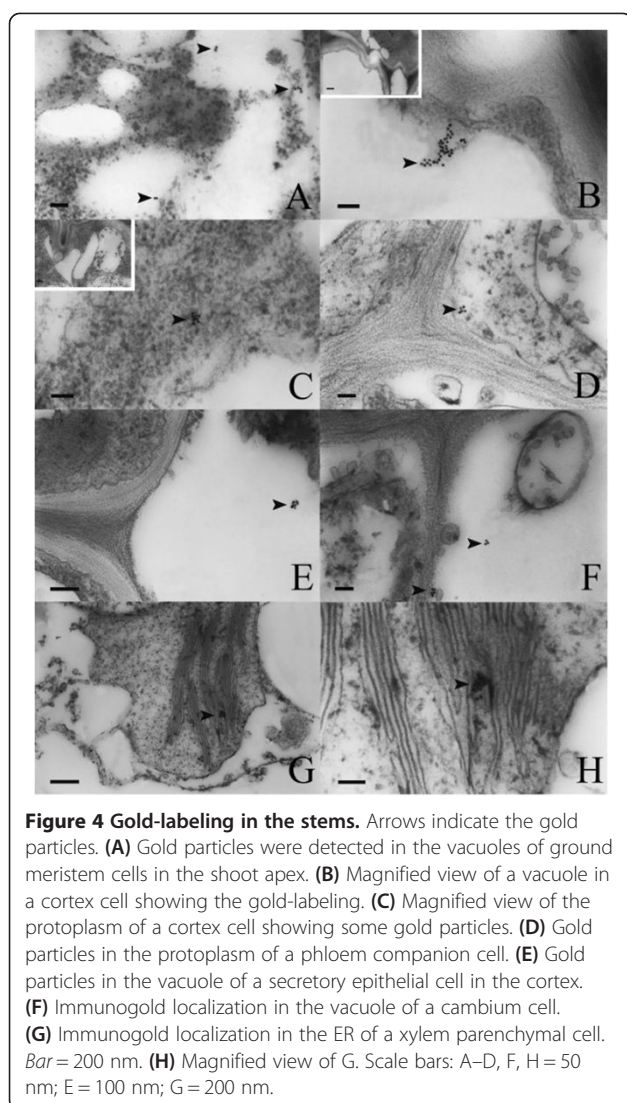 A
B
C
D
E
F
G
H
Figure 4 Gold-labeling in the stems. Arrows indicate the gold
particles. (A) Gold particles were detected in the vacuoles of ground
meristem cells in the shoot apex. (B) Magnified view of a vacuole in
a cortex cell showing the gold-labeling. (C) Magnified view of the
protoplasm of a cortex cell showing some gold particles. (D) Gold
particles in the protoplasm of a phloem companion cell. (E) Gold
particles in the vacuole of a secretory epithelial cell in the cortex.
(F) Immunogold localization in the vacuole of a cambium cell.
(G) Immunogold localization in the ER of a xylem parenchymal cell.
Bar = 200 nm. (H) Magnified view of G. Scale bars: A–D, F, H = 50
nm; E = 100 nm; G = 200 nm.